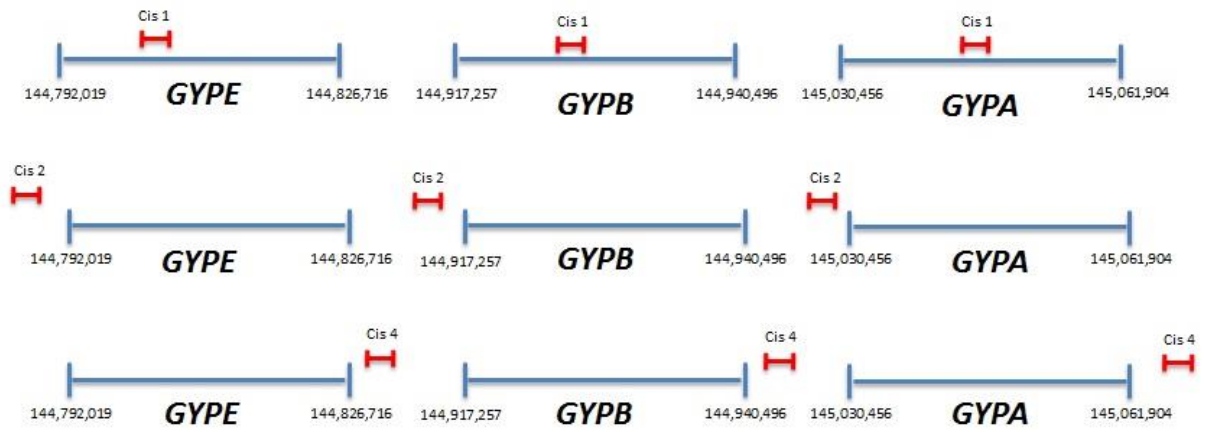 Cis 1 Cis 1 Cis 1
144,792,019 GYPE 144,826,716 144,917,257 GYPB 144,940,496 145,030,456 GYPA 145,061,904
Cis 2 Cis 2 Cis 2
144,792,019 GYPE 144,826,716 144,917,257 GYPB 144,940,496 145,030,456 GYPA 145,061,904
Cis 4 Cis 4 Cis 4
144,792,019 GYPE 144,826,716 144,917,257 GYPB 144,940,496 145,030,456 GYPA 145,061,904